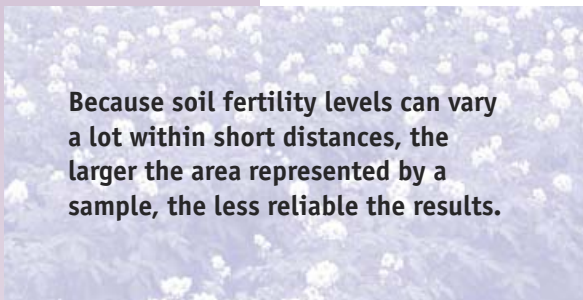 Because soil fertility levels can vary
a lot within short distances, the
larger the area represented by a
sample, the less reliable the results.